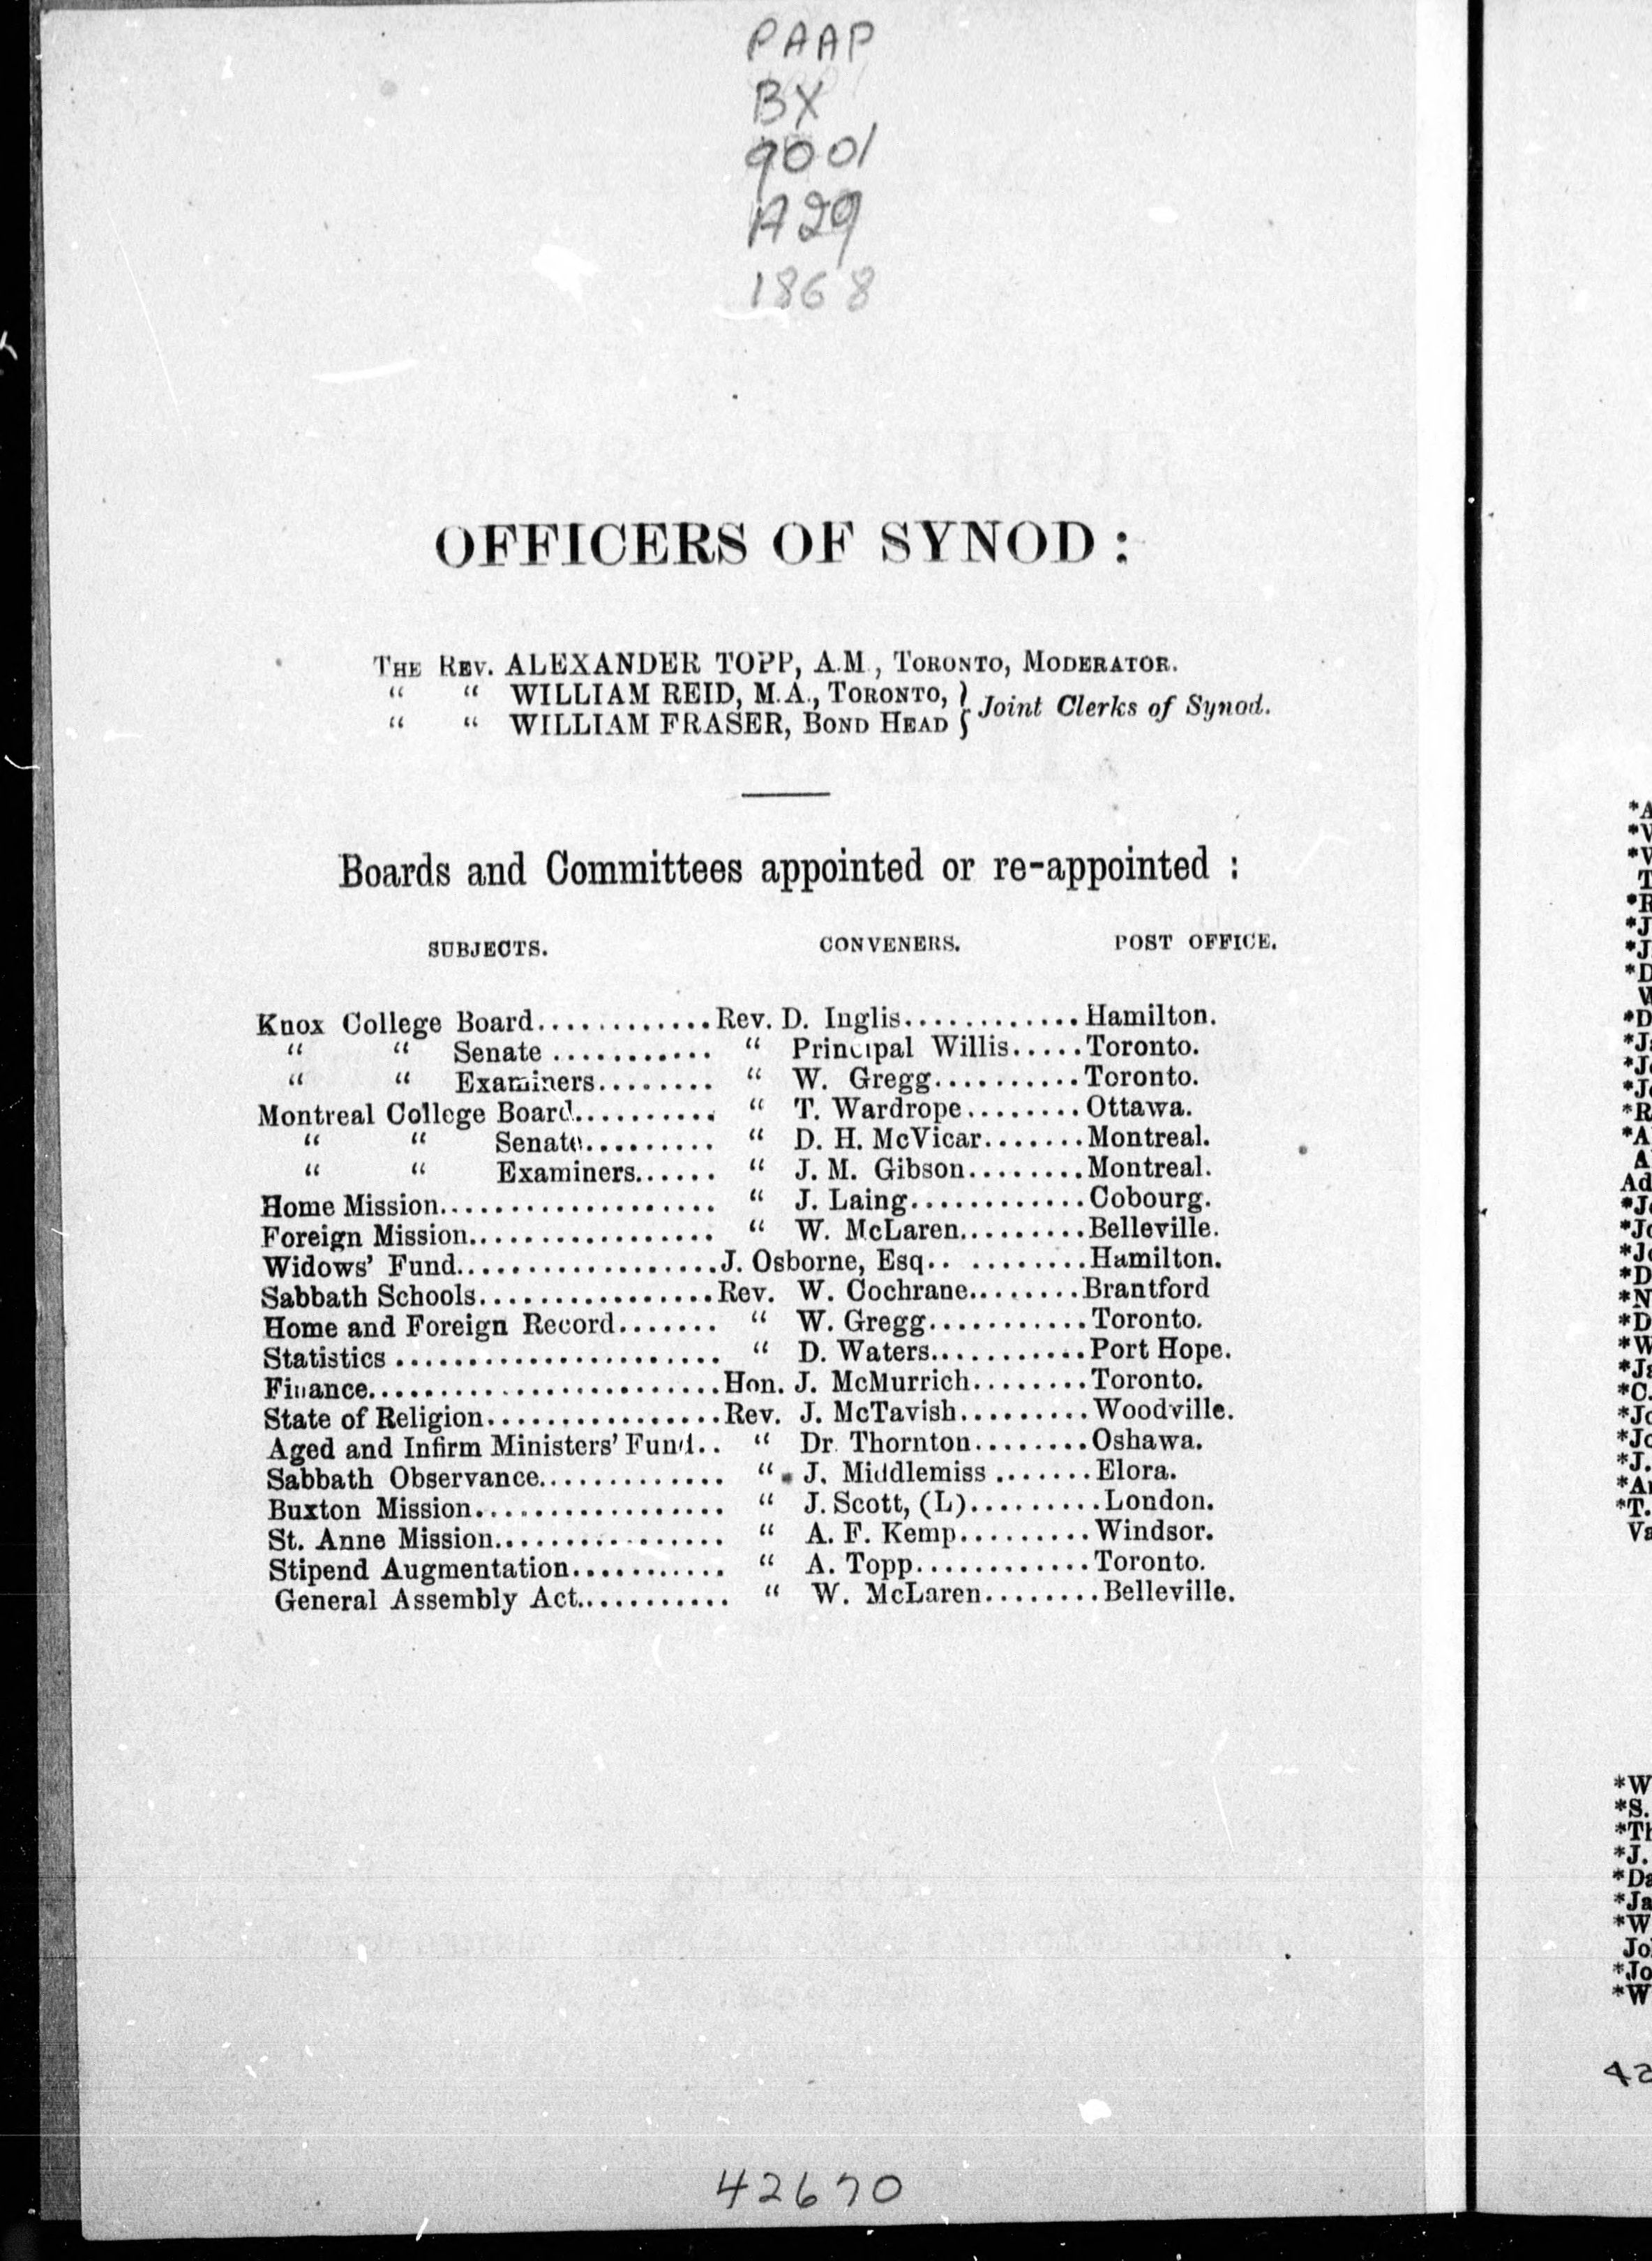 PAAP
BX
9001
A29
1868
OFFICERS OF SYNOD :
THE REV. ALEXANDER TOPP, A.M., TORONTO, MODERATOR.
“ “ WILLIAM REID, M.A., TORONTO, } Joint Clerks of Synod.
“ “ WILLIAM FRASER, BOND HEAD }
Boards and Committees appointed or re-appointed :
SUBJECTS. CONVENERS. POST OFFICE.
Knox College Board............Rev. D. Inglis............Hamilton.
“ “ Senate ........... “ Principal Willis.....Toronto.
“ “ Examiners........ “ W. Gregg..........Toronto.
Montreal College Board.......... “ T. Wardrope........Ottawa.
“ “ Senate......... “ D. H. McVicar.......Montreal.
“ “ Examiners...... “ J. M. Gibson........Montreal.
Home Mission................... “ J. Laing............Cobourg.
Foreign Mission................. “ W. McLaren.........Belleville.
Widows’ Fund..................J. Osborne, Esq.. ........Hamilton.
Sabbath Schools................Rev. W. Cochrane........Brantford
Home and Foreign Record....... “ W. Gregg...........Toronto.
Statistics ....................... “ D. Waters...........Port Hope.
Finance........................Hon. J. McMurrich........Toronto.
State of Religion................Rev. J. McTavish.........Woodville.
Aged and Infirm Ministers’ Fund.. “ Dr. Thornton........Oshawa.
Sabbath Observance............. “ J. Middlemiss .......Elora.
Buxton Mission................. “ J. Scott, (L).........London.
St. Anne Mission................ “ A. F. Kemp.........Windsor.
Stipend Augmentation........... “ A. Topp............Toronto.
General Assembly Act........... “ W. McLaren........Belleville.
42670